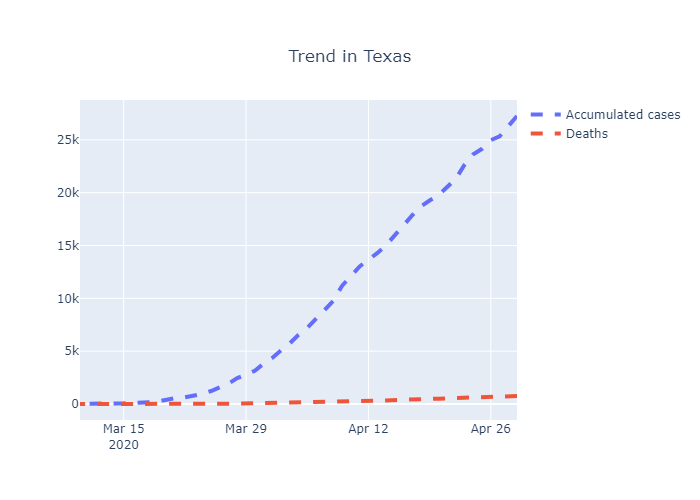 Trend in Texas
Accumulated cases
Deaths
25k
20k
15k
10k
5k
0
Mar 15
2020
Mar 29
Apr 12
Apr 26